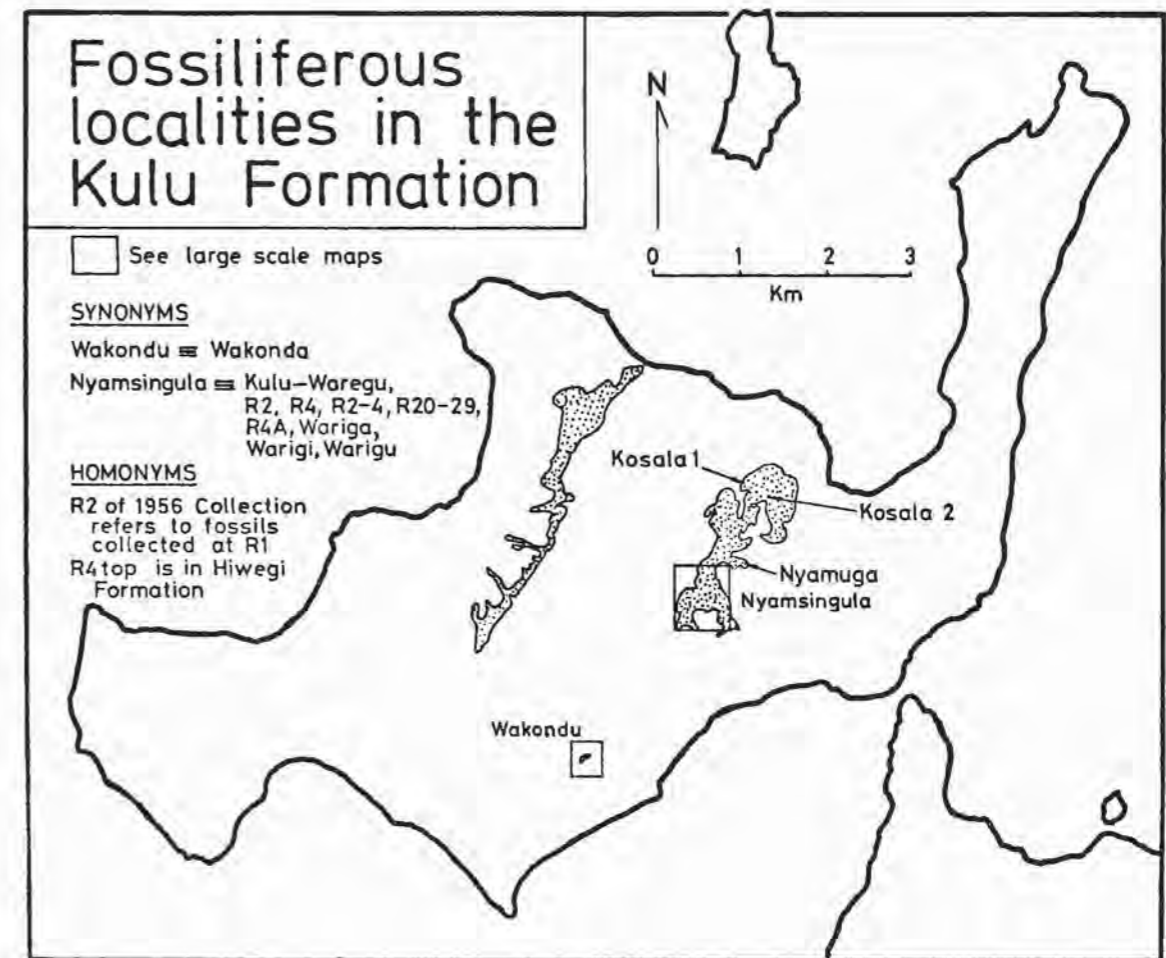 Fossiliferous
localities in the
Kulu Formation
See large scale maps
SYNONYMS
Wakondu ≡ Wakonda
Nyamsingula ≡ Kulu-Waregu,
R2, R4, R2-4, R20-29,
R4A, Wariga,
Warigi, Warigu
HOMONYMS
R2 of 1956 Collection
refers to fossils
collected at R1
R4top is in Hiwegi
Formation
N
0 1 2 3
Km
Kosala 1
Kosala 2
Nyamuga
Nyamsingula
Wakondu